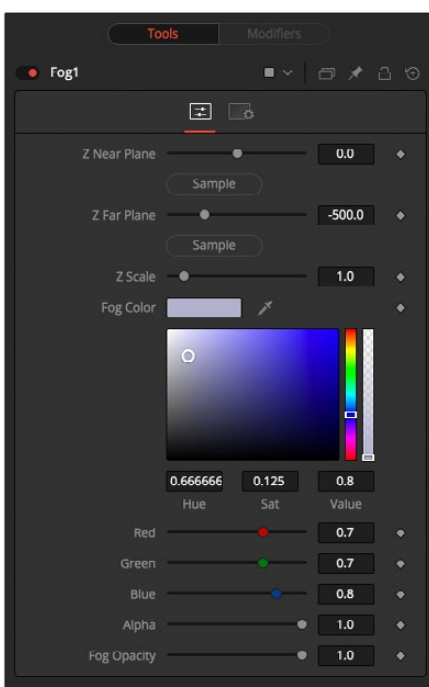 Tools Modifiers
Fog1
Z Near Plane 0.0
Sample
Z Far Plane -500.0
Sample
Z Scale 1.0
Fog Color
0.666666 0.125 0.8
Hue Sat Value
Red 0.7
Green 0.7
Blue 0.8
Alpha 1.0
Fog Opacity 1.0